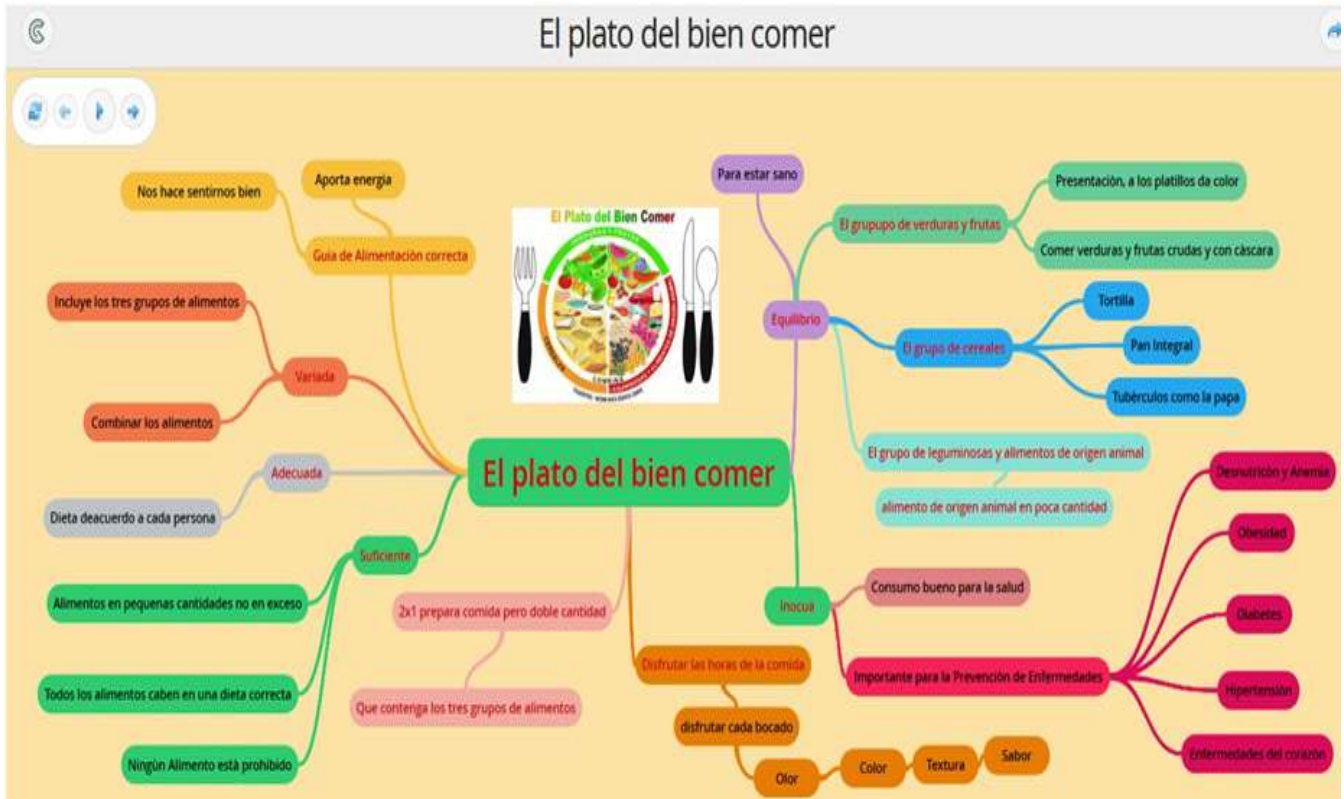 El plato del bien comer
Aporta energia
Nos hace sentirnos bien
Guia de Alimentación correcta
Incluye los tres grupos de alimentos
Variada
Combinar los alimentos
Adecuada
Dieta deacuerdo a cada persona
Suficiente
Alimentos en pequenas cantidades no en exceso
Todos los alimentos caben en una dieta correcta
Ningún Alimento està prohibido
El Plato del Bien Comer
El plato del bien comer
2x1 prepara comida pero doble cantidad
Que contenga los tres grupos de alimentos
Disfrutar las horas de la comida
disfrutar cada bocado
Olor
Color
Textura
Sabor
Para estar sano
Equilibrio
El grupupo de verduras y frutas
Presentación, a los platillos da color
Comer verduras y frutas crudas y con càscara
El grupo de cereales
Tortilla
Pan Integral
Tubèrculos como la papa
El grupo de leguminosas y alimentos de origen animal
alimento de origen animal en poca cantidad
Inocua
Consumo bueno para la salud
Importante para la Prevención de Enfermedades
Desnutricón y Anemia
Obesidad
Diabetes
Hipertensión
Enfermedades del corazón